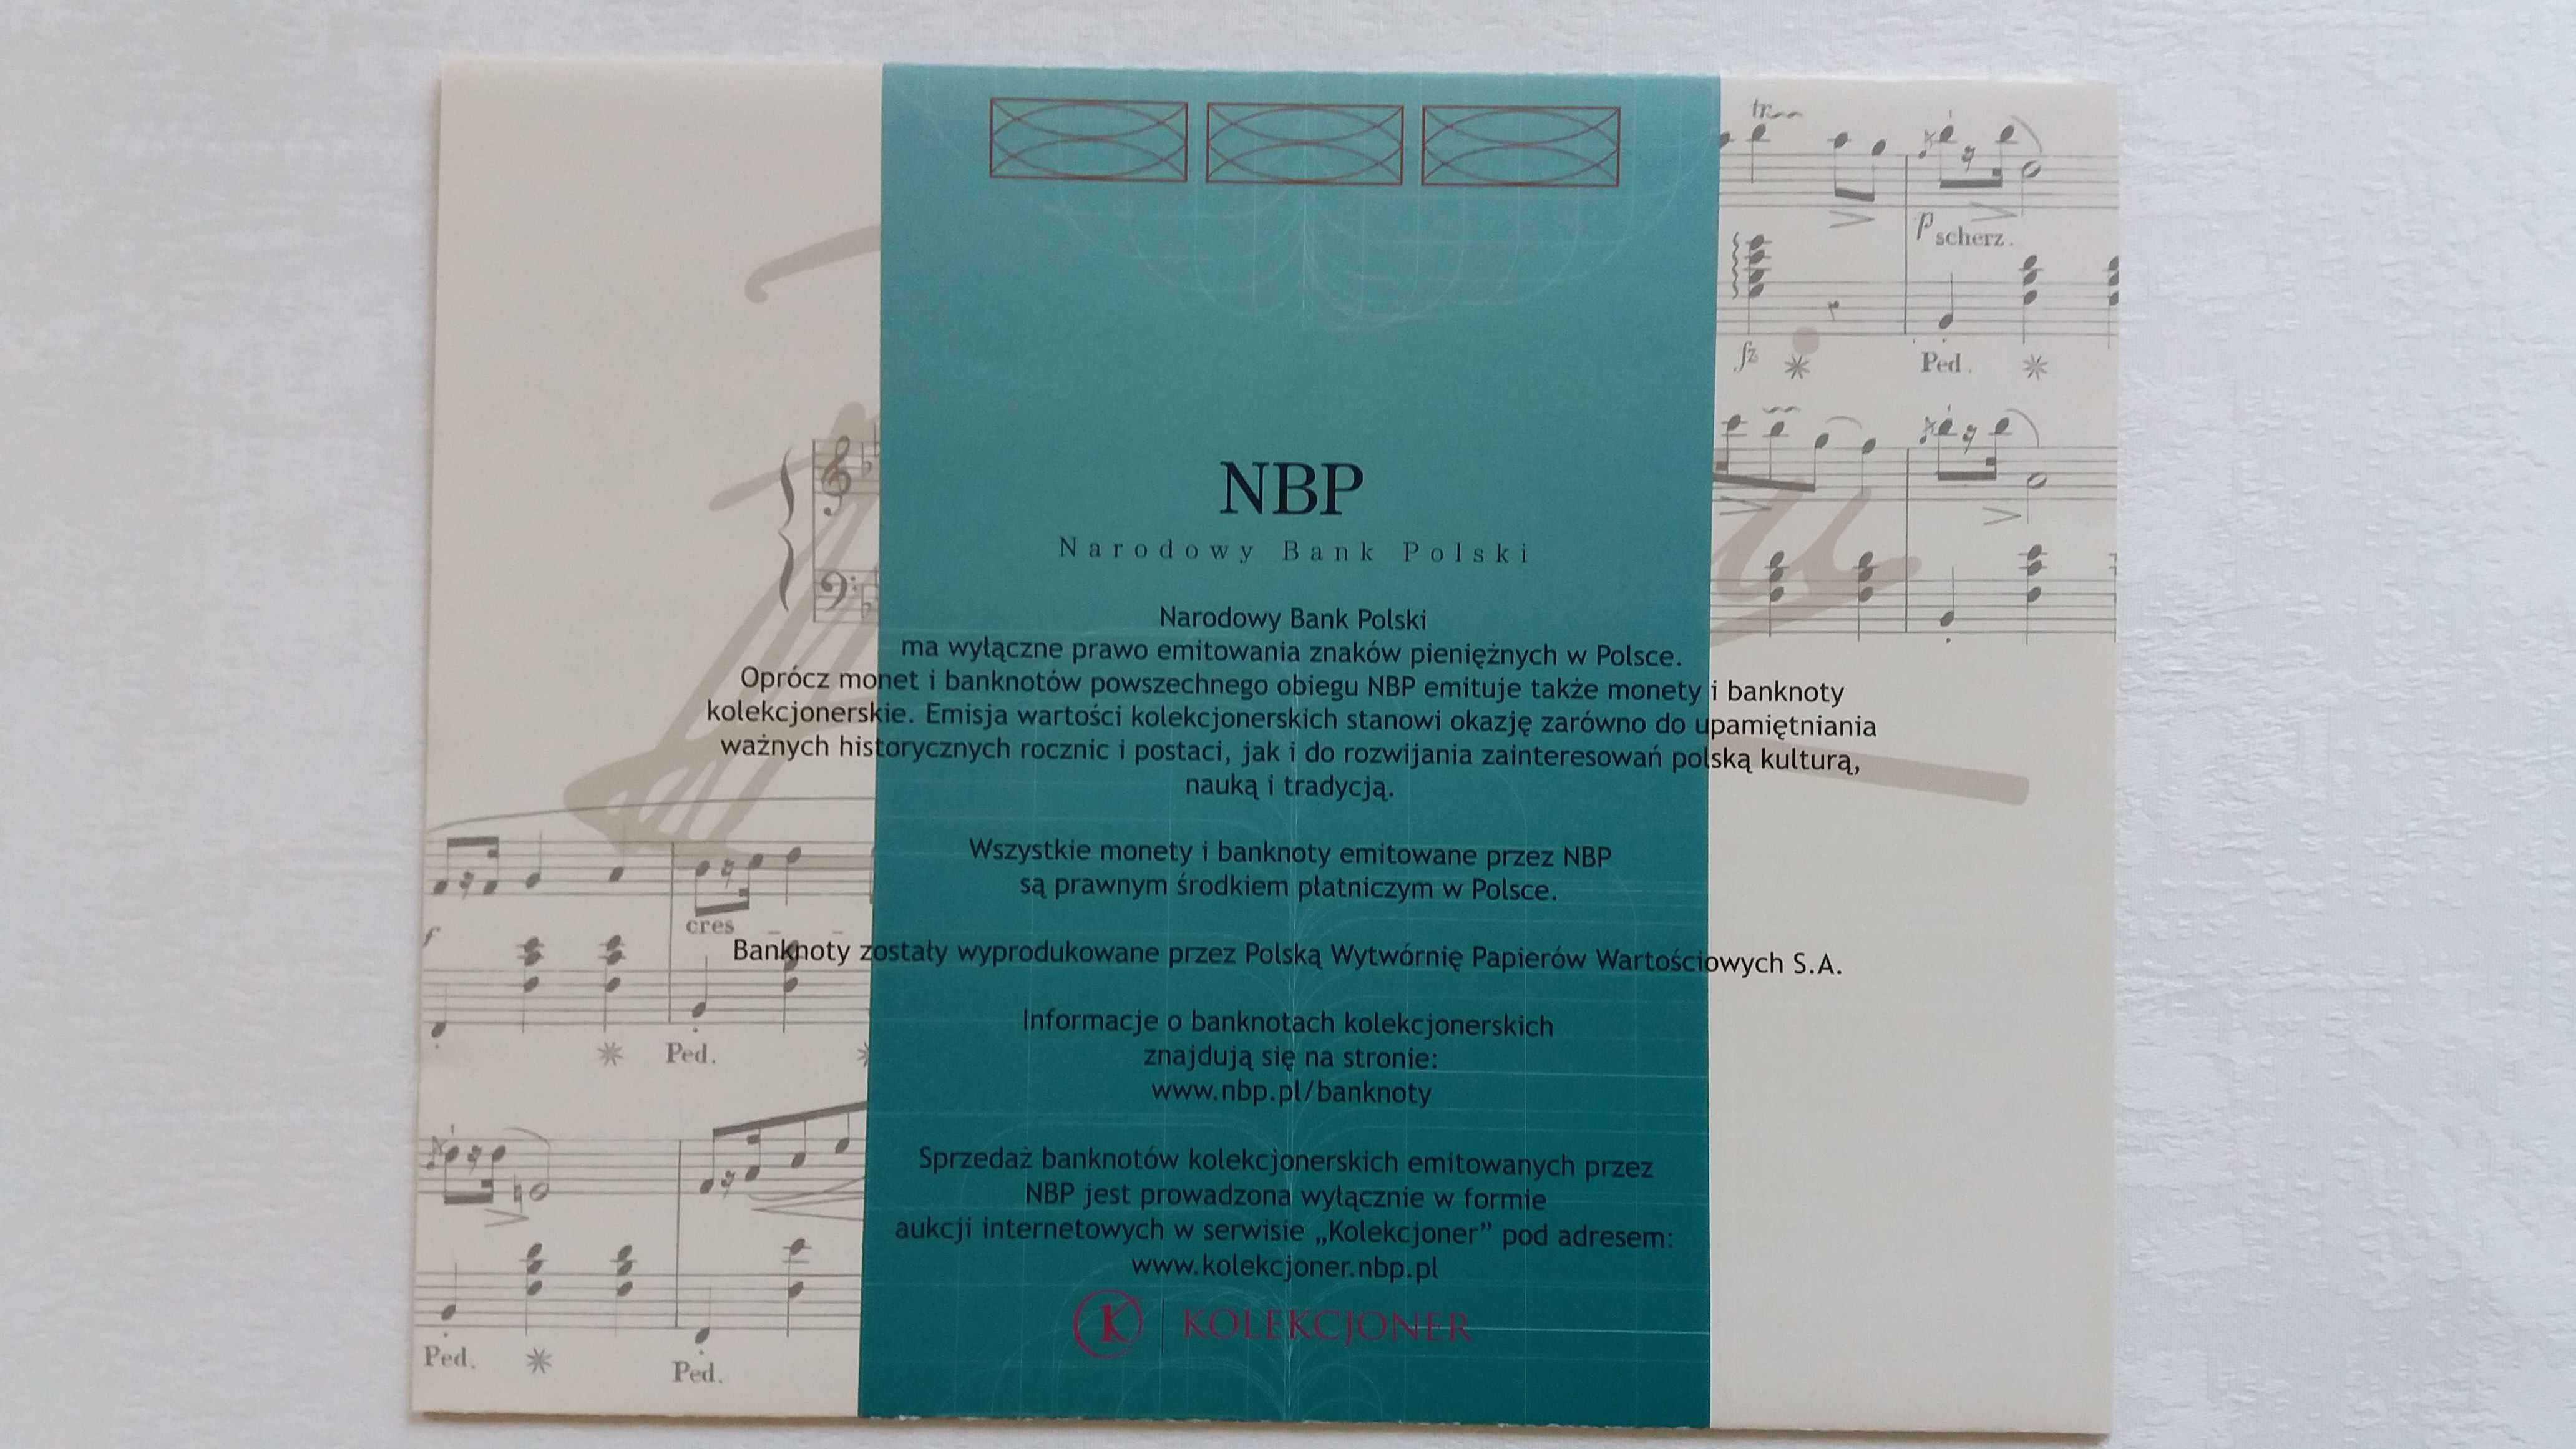 tr
p scherz.
fz
Ped.
NBP
Narodowy Bank Polski
Narodowy Bank Polski
ma wyłączne prawo emitowania znaków pieniężnych w Polsce.
Oprócz monet i banknotów powszechnego obiegu NBP emituje także monety i banknoty
kolekcjonerskie. Emisja wartości kolekcjonerskich stanowi okazję zarówno do upamiętniania
ważnych historycznych rocznic i postaci, jak i do rozwijania zainteresowań polską kulturą,
nauką i tradycją.
Wszystkie monety i banknoty emitowane przez NBP
są prawnym środkiem płatniczym w Polsce.
f
cres
Banknoty zostały wyprodukowane przez Polską Wytwórnię Papierów Wartościowych S.A.
Informacje o banknotach kolekcjonerskich
znajdują się na stronie:
Ped.
www.nbp.pl/banknoty
Sprzedaż banknotów kolekcjonerskich emitowanych przez
NBP jest prowadzona wyłącznie w formie
aukcji internetowych w serwisie „Kolekcjoner” pod adresem:
www.kolekcjoner.nbp.pl
K KOLEKCJONER
Ped.
Ped.